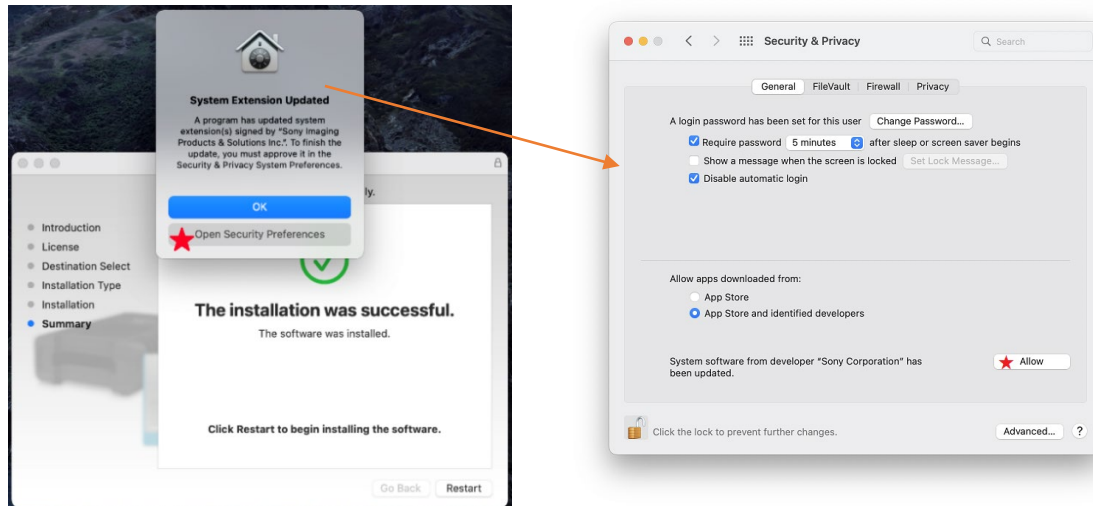 System Extension Updated
A program has updated system
extension(s) signed by "Sony Imaging
Products & Solutions Inc.". To finish the
update, you must approve it in the
Security & Privacy System Preferences.
OK
Open Security Preferences
ly.
Introduction
License
Destination Select
Installation Type
Installation
Summary
The installation was successful.
The software was installed.
Click Restart to begin installing the software.
Go Back
Restart
Security & Privacy
Search
General FileVault Firewall Privacy
A login password has been set for this user Change Password...
Require password 5 minutes after sleep or screen saver begins
Show a message when the screen is locked Set Lock Message...
Disable automatic login
Allow apps downloaded from:
App Store
App Store and identified developers
System software from developer "Sony Corporation" has Allow
been updated.
Click the lock to prevent further changes. Advanced... ?